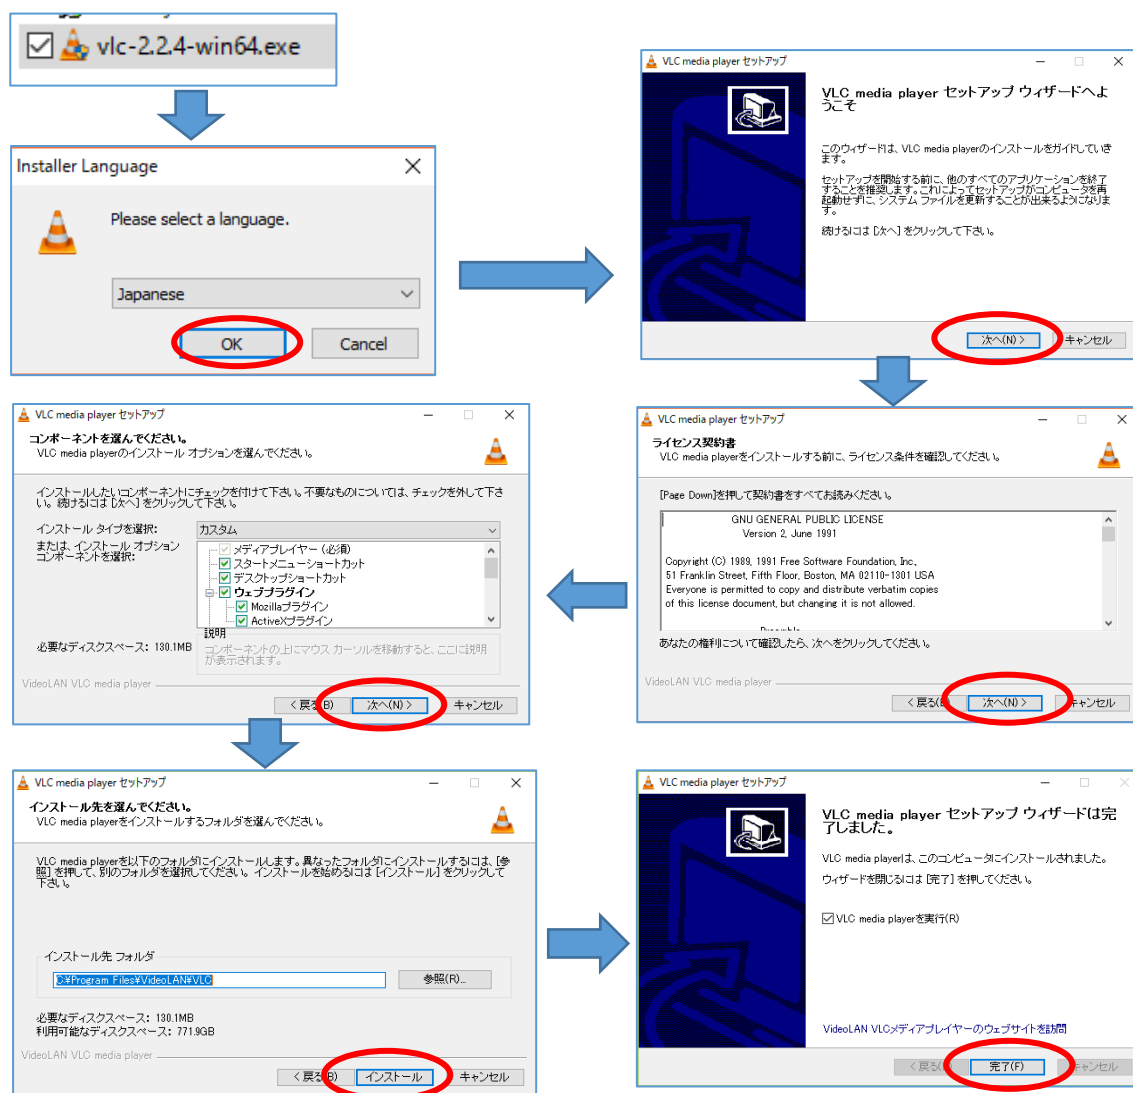 vlc-2.2.4-win64.exe
Installer Language
Please select a language.
Japanese
OK
Cancel
VLC media player セットアップ
VLC media player セットアップ ウィザードへよ
うこそ
このウィザードは、VLC media playerのインストールをガイドしていき
ます。
セットアップを開始する前に、他のすべてのアプリケーションを終了
することを推奨します。これによってセットアップがコンピュータを再
起動せずに、システム ファイルを更新することが出来るようになりま
す。
続けるには [次へ] をクリックして下さい。
次へ(N) >
キャンセル
VLC media player セットアップ
ライセンス契約書
VLC media playerをインストールする前に、ライセンス条件を確認してください。
[Page Down]を押して契約書をすべてお読みください。
GNU GENERAL PUBLIC LICENSE
Version 2, June 1991
Copyright (C) 1989, 1991 Free Software Foundation, Inc.,
51 Franklin Street, Fifth Floor, Boston, MA 02110-1301 USA
Everyone is permitted to copy and distribute verbatim copies
of this license document, but changing it is not allowed.
あなたの権利について確認したら、次へをクリックしてください。
VideoLAN VLC media player
< 戻る(
次へ(N) >
キャンセル
VLC media player セットアップ
コンポーネントを選んでください。
VLC media playerのインストール オプションを選んでください。
インストールしたいコンポーネントにチェックを付けて下さい。不要なものについては、チェックを外して下さ
い。続けるには [次へ] をクリックして下さい。
インストール タイプを選択:
カスタム
または、インストール オプション
コンポーネントを選択:
メディアプレイヤー (必須)
スタートメニューショートカット
デスクトップショートカット
ウェブプラグイン
Mozillaプラグイン
ActiveXプラグイン
必要なディスクスペース: 130.1MB
説明
コンポーネントの上にマウス カーソルを移動すると、ここに説明
が表示されます。
VideoLAN VLC media player
< 戻る(B)
次へ(N) >
キャンセル
VLC media player セットアップ
インストール先を選んでください。
VLC media playerをインストールするフォルダを選んでください。
VLC media playerを以下のフォルダにインストールします。異なったフォルダにインストールするには、[参
照] を押して、別のフォルダを選択してください。インストールを始めるには [インストール] をクリックして
下さい。
インストール先 フォルダ
C:¥Program Files¥VideoLAN¥VLC
参照(R)...
必要なディスクスペース: 130.1MB
利用可能なディスクスペース: 771.9GB
VideoLAN VLC media player
< 戻る(B)
インストール
キャンセル
VLC media player セットアップ
VLC media player セットアップ ウィザードは完
了しました。
VLC media playerは、このコンピュータにインストールされました。
ウィザードを閉じるには [完了] を押してください。
VLC media playerを実行(R)
VideoLAN VLCメディアプレイヤーのウェブサイトを訪問
< 戻る(
完了(F)
キャンセル